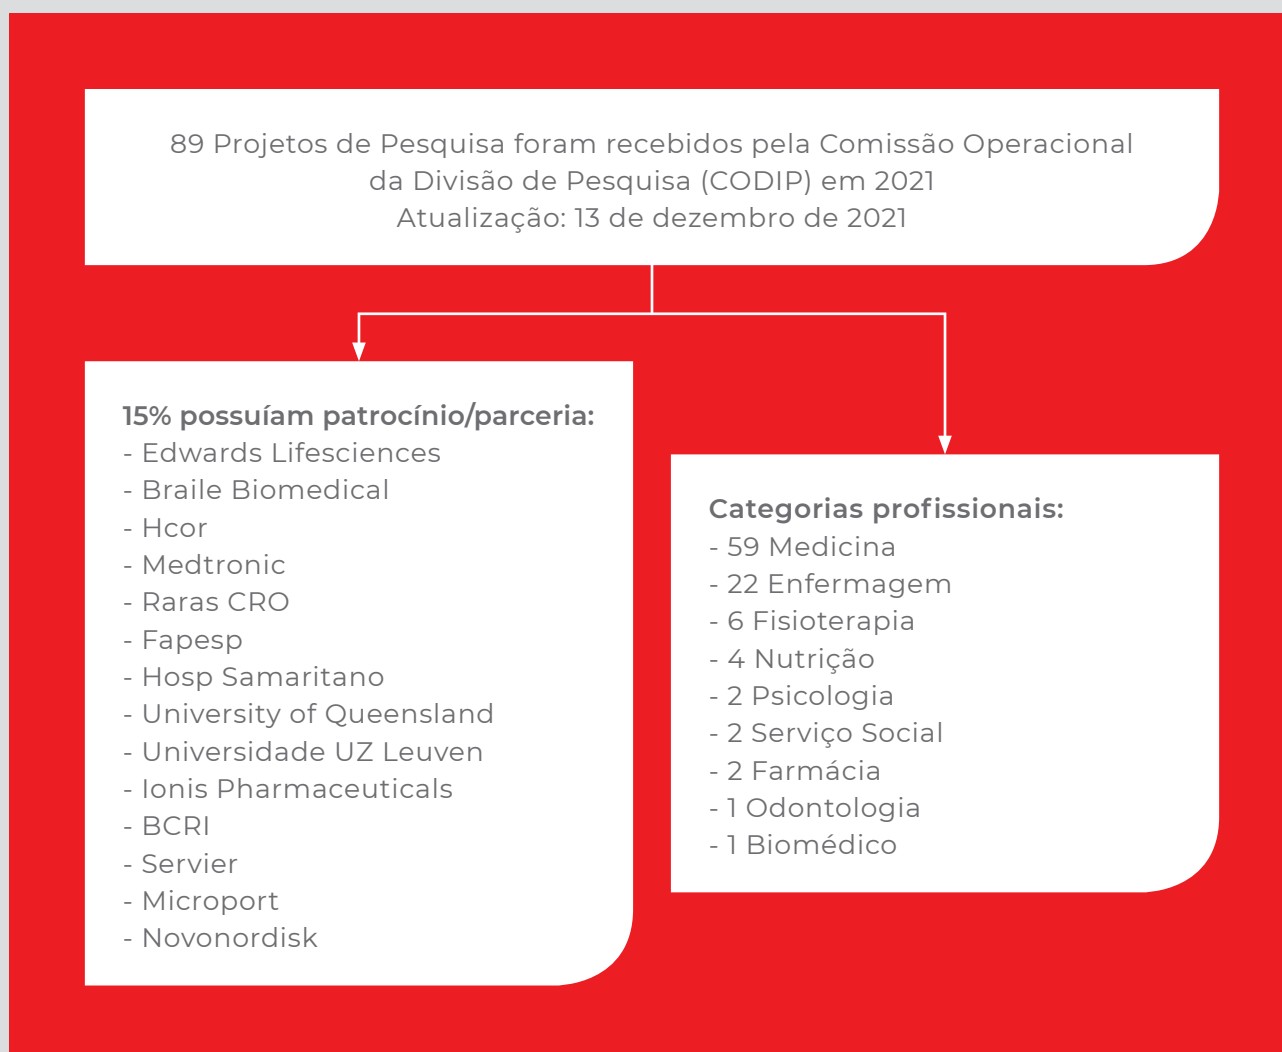 89 Projetos de Pesquisa foram recebidos pela Comissão Operacional
da Divisão de Pesquisa (CODIP) em 2021
Atualização: 13 de dezembro de 2021
15% possuíam patrocínio/parceria:
- Edwards Lifesciences
- Braile Biomedical
- Hcor
- Medtronic
- Raras CRO
- Fapesp
- Hosp Samaritano
- University of Queensland
- Universidade UZ Leuven
- Ionis Pharmaceuticals
- BCRI
- Servier
- Microport
- Novonordisk
Categorias profissionais:
- 59 Medicina
- 22 Enfermagem
- 6 Fisioterapia
- 4 Nutrição
- 2 Psicologia
- 2 Serviço Social
- 2 Farmácia
- 1 Odontologia
- 1 Biomédico